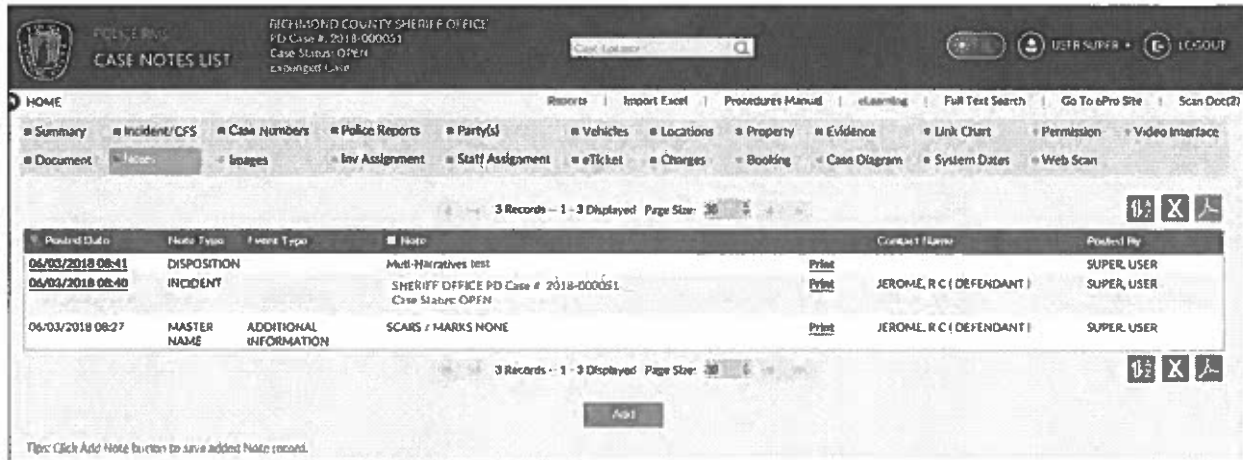 POLICE RMS
CASE NOTES LIST
RICHMOND COUNTY SHERIFF OFFICE
PD Case #: 2018-000051
Case Status: OPEN
Expunged Case
USER SUPER
LOGOUT
HOME
Reports | Import Excel | Procedures Manual | eLearning | Full Text Search | Go To ePro Site | Scan Doc(2)
Summary Incident/CFS Case Numbers Police Reports Party(s) Vehicles Locations Property Evidence Link Chart Permission Video Interface
Document Notes Images Inv Assignment Staff Assignment eTicket Charges Booking Case Diagram System Dates Web Scan
3 Records -- 1 - 3 Displayed Page Size: 30
Posted Date Note Type Event Type Note Contact Name Posted By
06/03/2018 08:41 DISPOSITION Mutl-Narratives test Print SUPER, USER
06/03/2018 08:40 INCIDENT SHERIFF OFFICE PD Case #: 2018-000051 Print JEROME, R C ( DEFENDANT ) SUPER, USER
Case Status: OPEN
06/03/2018 08:27 MASTER ADDITIONAL SCARS / MARKS NONE Print JEROME, R C ( DEFENDANT ) SUPER, USER
NAME INFORMATION
3 Records -- 1 - 3 Displayed Page Size: 30
Add
Tips: Click Add Note button to save added Note record.